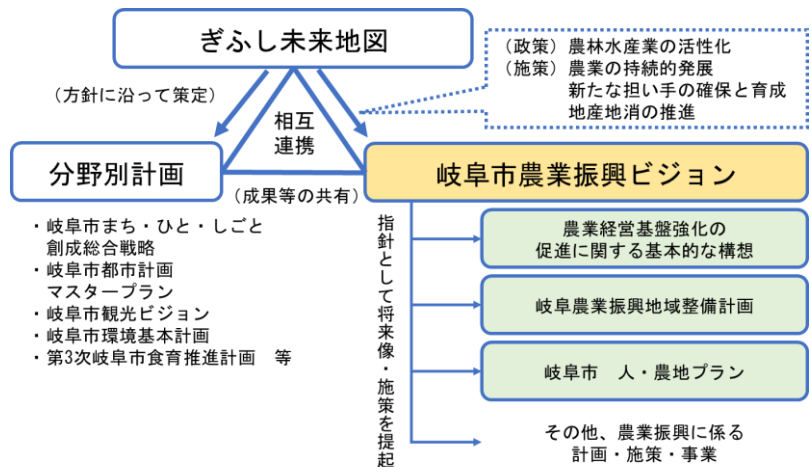 ぎふし未来地図
（政策）農林水産業の活性化
（施策）農業の持続的発展
新たな担い手の確保と育成
地産地消の推進
（方針に沿って策定）
相互
連携
分野別計画
（成果等の共有）
岐阜市農業振興ビジョン
・岐阜市まち・ひと・しごと
創成総合戦略
・岐阜市都市計画
マスタープラン
・岐阜市観光ビジョン
・岐阜市環境基本計画
・第3次岐阜市食育推進計画　等
指針として将来像・施策を提起
農業経営基盤強化の
促進に関する基本的な構想
岐阜農業振興地域整備計画
岐阜市　人・農地プラン
その他、農業振興に係る
計画・施策・事業